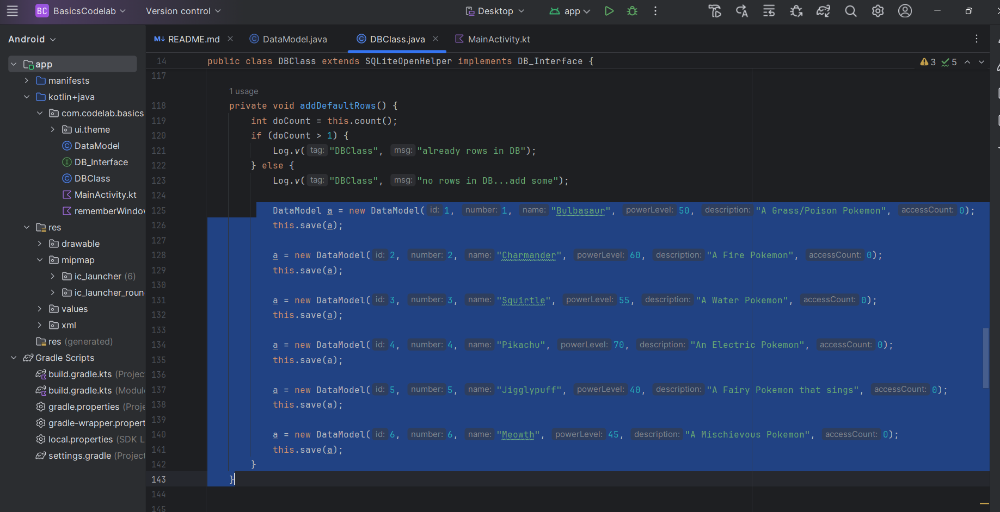 BC BasicsCodelab Version control Desktop app
Android
README.md DataModel.java DBClass.java MainActivity.kt
app
manifests
kotlin+java
com.codelab.basics
ui.theme
DataModel
DB_Interface
DBClass
MainActivity.kt
rememberWindov
res
drawable
mipmap
ic_launcher (6)
ic_launcher_roun
values
xml
res (generated)
Gradle Scripts
build.gradle.kts (Projec
build.gradle.kts (Modul
gradle.properties (Proje
gradle-wrapper.propert
local.properties (SDK L
settings.gradle (Project
14 public class DBClass extends SQLiteOpenHelper implements DB_Interface { 3 5
117
1 usage
118 private void addDefaultRows() {
119 int doCount = this.count();
120 if (doCount > 1) {
121 Log.v( tag: "DBClass", msg: "already rows in DB");
122 } else {
123 Log.v( tag: "DBClass", msg: "no rows in DB...add some");
124
125 DataModel a = new DataModel( id: 1, number: 1, name: "Bulbasaur", powerLevel: 50, description: "A Grass/Poison Pokemon", accessCount: 0);
126 this.save(a);
127
128 a = new DataModel( id: 2, number: 2, name: "Charmander", powerLevel: 60, description: "A Fire Pokemon", accessCount: 0);
129 this.save(a);
130
131 a = new DataModel( id: 3, number: 3, name: "Squirtle", powerLevel: 55, description: "A Water Pokemon", accessCount: 0);
132 this.save(a);
133
134 a = new DataModel( id: 4, number: 4, name: "Pikachu", powerLevel: 70, description: "An Electric Pokemon", accessCount: 0);
135 this.save(a);
136
137 a = new DataModel( id: 5, number: 5, name: "Jigglypuff", powerLevel: 40, description: "A Fairy Pokemon that sings", accessCount: 0);
138 this.save(a);
139
140 a = new DataModel( id: 6, number: 6, name: "Meowth", powerLevel: 45, description: "A Mischievous Pokemon", accessCount: 0);
141 this.save(a);
142 }
143 }
144
145